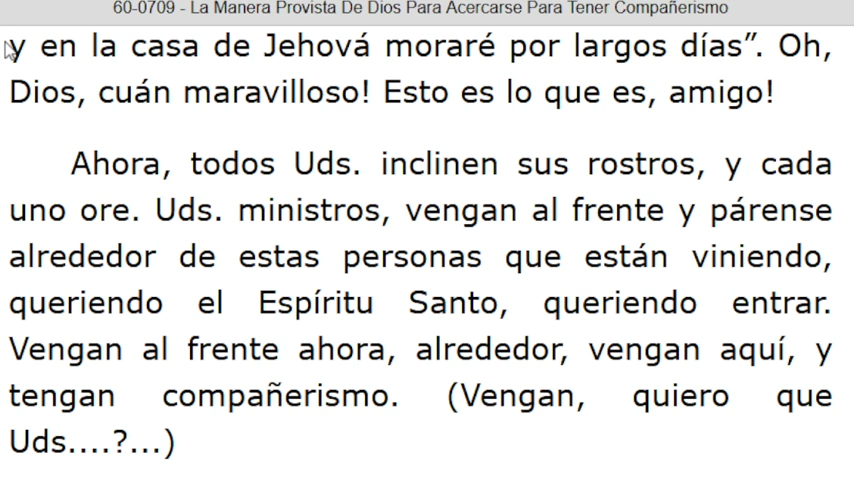 60-0709 - La Manera Provista De Dios Para Acercarse Para Tener Compañerismo
y en la casa de Jehová moraré por largos días”. Oh,
Dios, cuán maravilloso! Esto es lo que es, amigo!
Ahora, todos Uds. inclinen sus rostros, y cada
uno ore. Uds. ministros, vengan al frente y párense
alrededor de estas personas que están viniendo,
queriendo el Espíritu Santo, queriendo entrar.
Vengan al frente ahora, alrededor, vengan aquí, y
tengan compañerismo. (Vengan, quiero que
Uds....?...)